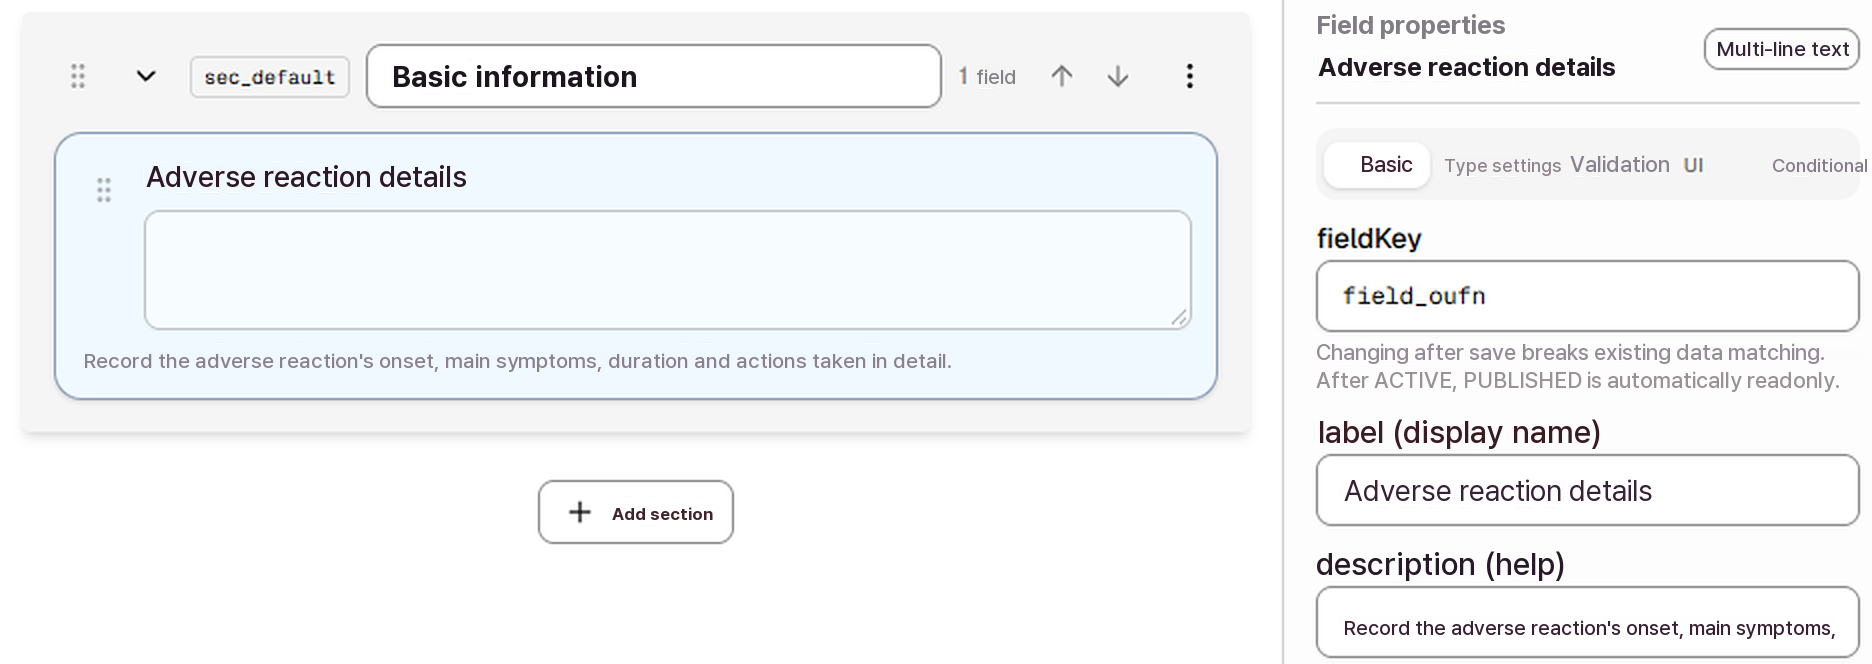 sec_default
Basic information
1 field
Adverse reaction details
Record the adverse reaction's onset, main symptoms, duration and actions taken in detail.
Add section
Field properties
Adverse reaction details
Multi-line text
Basic
Type settings
Validation
UI
Conditional
fieldKey
field_oufn
Changing after save breaks existing data matching.
After ACTIVE, PUBLISHED is automatically readonly.
label (display name)
Adverse reaction details
description (help)
Record the adverse reaction's onset, main symptoms,